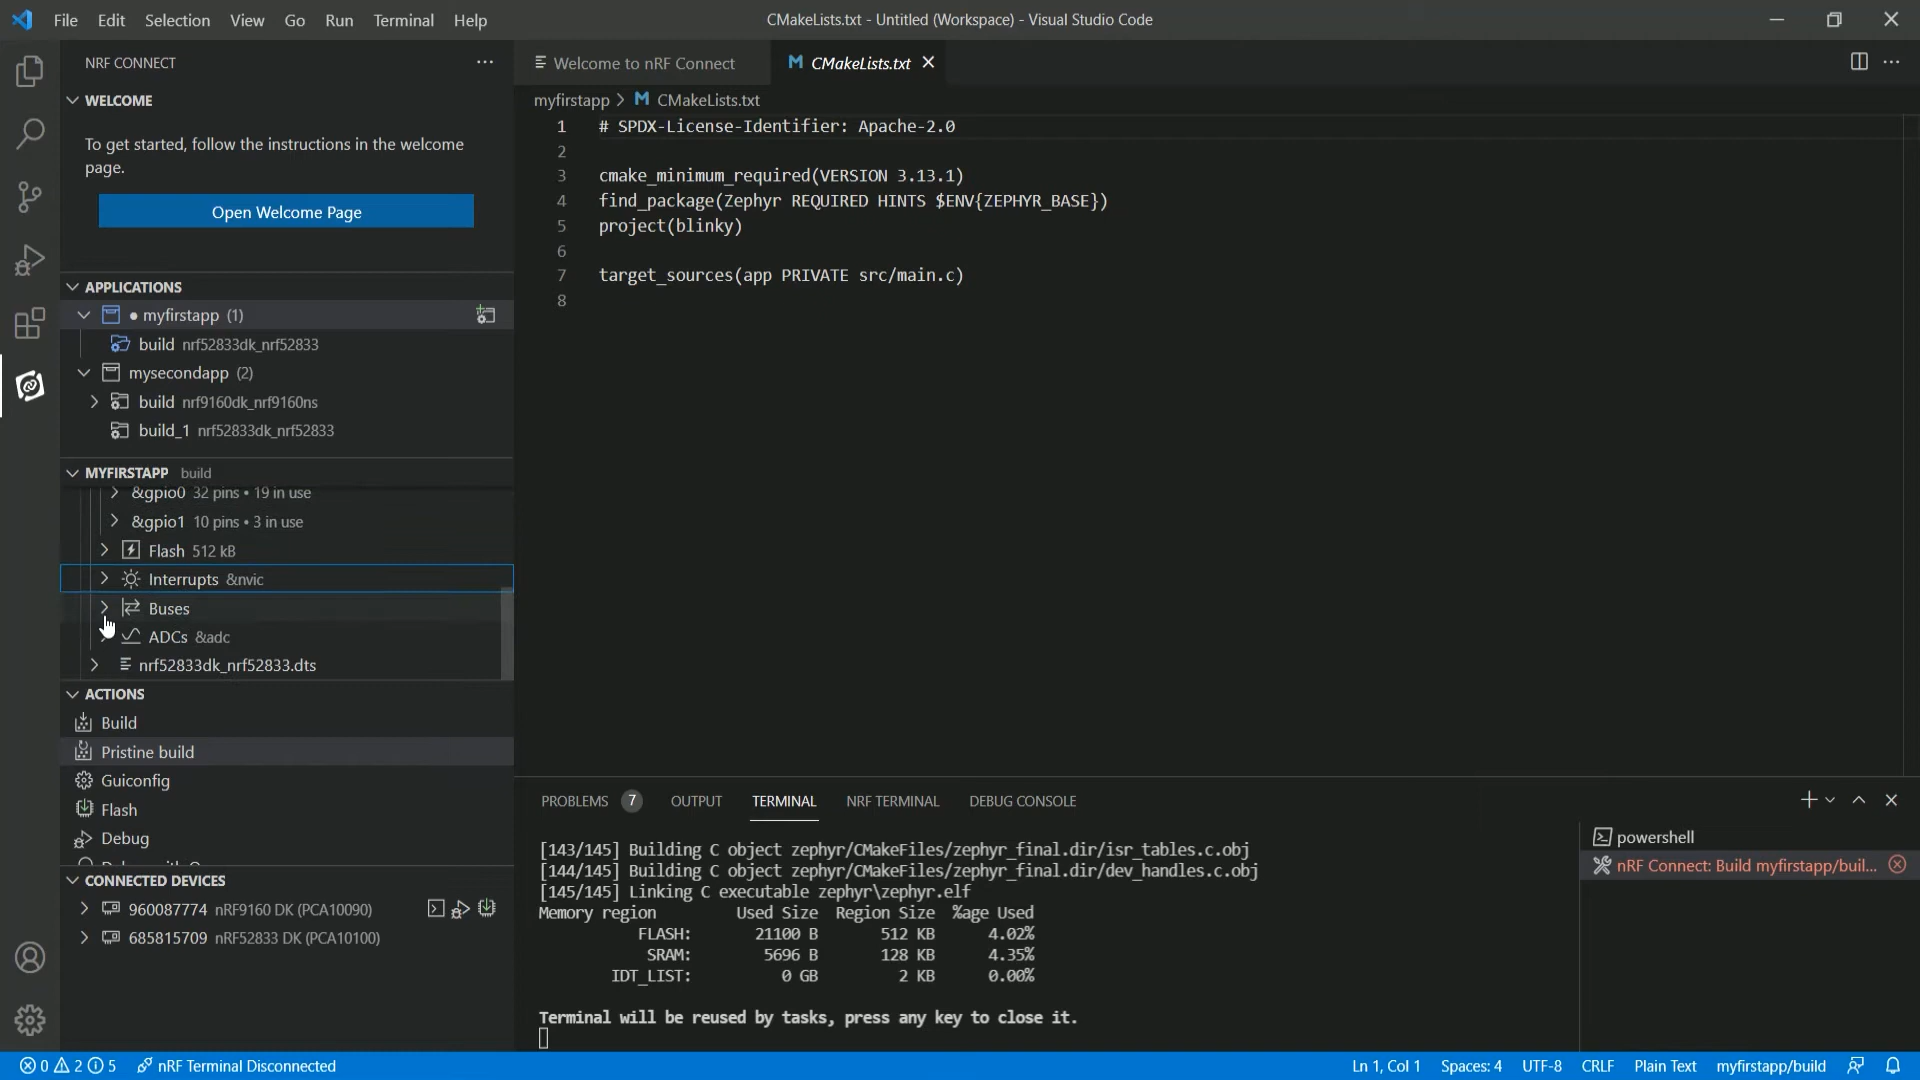 File Edit Selection View Go Run Terminal Help
CMakeLists.txt - Untitled (Workspace) - Visual Studio Code
NRF CONNECT
WELCOME
To get started, follow the instructions in the welcome
page.
Open Welcome Page
APPLICATIONS
● myfirstapp (1)
build nrf52833dk_nrf52833
mysecondapp (2)
build nrf9160dk_nrf9160ns
build_1 nrf52833dk_nrf52833
MYFIRSTAPP build
&gpio0 32 pins • 19 in use
&gpio1 10 pins • 3 in use
Flash 512 kB
Interrupts &nvic
Buses
ADCs &adc
nrf52833dk_nrf52833.dts
ACTIONS
Build
Pristine build
Guiconfig
Flash
Debug
CONNECTED DEVICES
960087774 nRF9160 DK (PCA10090)
685815709 nRF52833 DK (PCA10100)
Welcome to nRF Connect
M CMakeLists.txt
myfirstapp > M CMakeLists.txt
1 # SPDX-License-Identifier: Apache-2.0
2
3 cmake_minimum_required(VERSION 3.13.1)
4 find_package(Zephyr REQUIRED HINTS $ENV{ZEPHYR_BASE})
5 project(blinky)
6
7 target_sources(app PRIVATE src/main.c)
8
PROBLEMS 7 OUTPUT TERMINAL NRF TERMINAL DEBUG CONSOLE
[143/145] Building C object zephyr/CMakeFiles/zephyr_final.dir/isr_tables.c.obj
[144/145] Building C object zephyr/CMakeFiles/zephyr_final.dir/dev_handles.c.obj
[145/145] Linking C executable zephyr\zephyr.elf
Memory region Used Size Region Size %age Used
FLASH: 21100 B 512 KB 4.02%
SRAM: 5696 B 128 KB 4.35%
IDT_LIST: 0 GB 2 KB 0.00%
Terminal will be reused by tasks, press any key to close it.
powershell
nRF Connect: Build myfirstapp/buil...
0 2 5 nRF Terminal Disconnected
Ln 1, Col 1 Spaces: 4 UTF-8 CRLF Plain Text myfirstapp/build